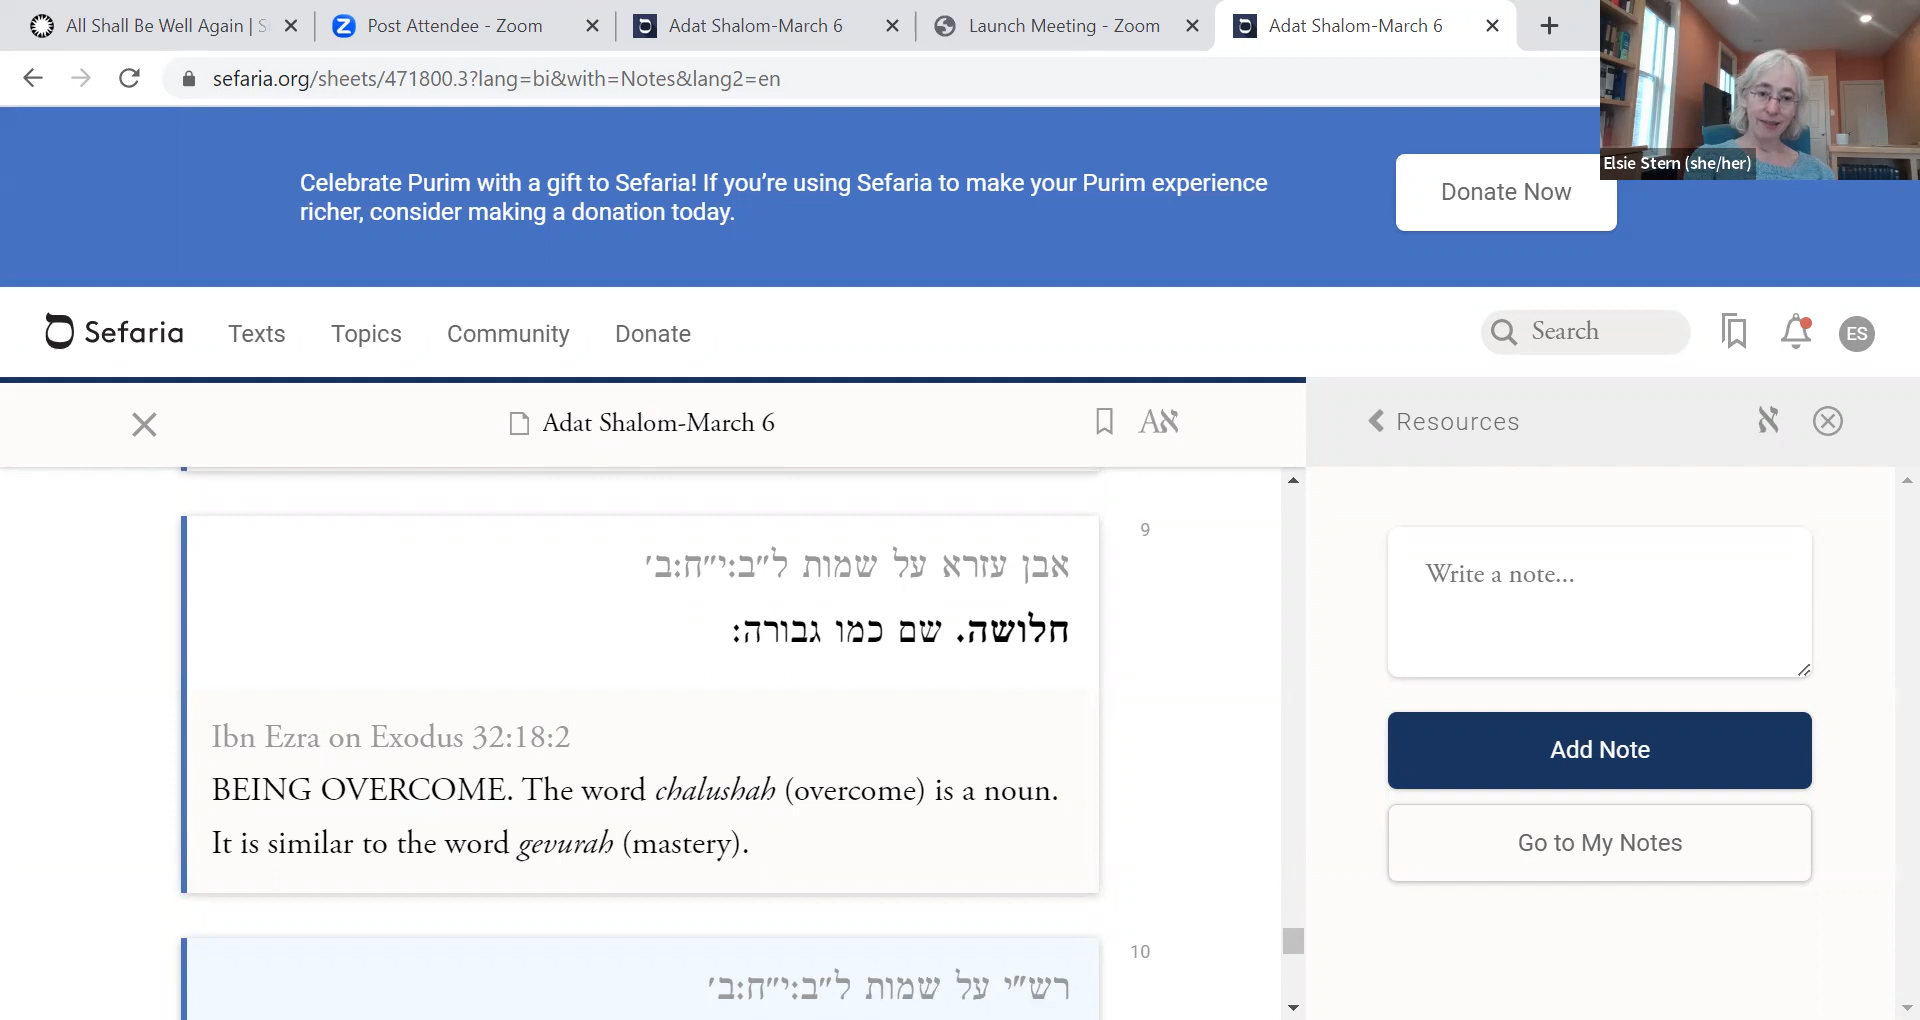 All Shall Be Well Again |
Post Attendee - Zoom
Adat Shalom-March 6
Launch Meeting - Zoom
Adat Shalom-March 6
sefaria.org/sheets/471800.3?lang=bi&with=Notes&lang2=en
Elsie Stern (she/her)
Celebrate Purim with a gift to Sefaria! If you’re using Sefaria to make your Purim experience
richer, consider making a donation today.
Donate Now
Sefaria
Texts
Topics
Community
Donate
Search
ES
Adat Shalom-March 6
Aא
Resources
א
9
אבן עזרא על שמות ל״ב:י״ח:ב׳
חלושה. שם כמו גבורה:
Ibn Ezra on Exodus 32:18:2
BEING OVERCOME. The word chalushah (overcome) is a noun.
It is similar to the word gevurah (mastery).
10
רש״י על שמות ל״ב:י״ח:ב׳
Write a note...
Add Note
Go to My Notes